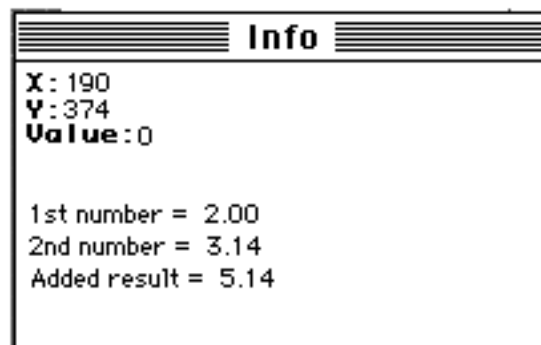 Info
X: 190
Y: 374
Value: 0
1st number = 2.00
2nd number = 3.14
Added result = 5.14